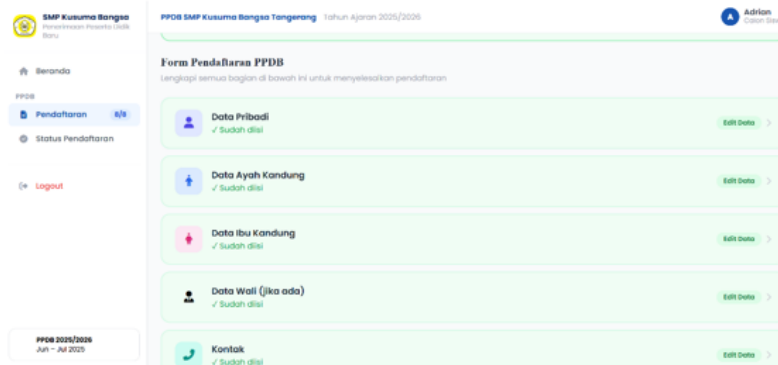 SMP Kusuma Bangsa
Penerimaan Peserta Didik
Baru
Beranda
PPDB
Pendaftaran 8/8
Status Pendaftaran
Logout
PPDB 2025/2026
Jun – Jul 2025
PPDB SMP Kusuma Bangsa Tangerang Tahun Ajaran 2025/2026
A Adrian
Calon
Form Pendaftaran PPDB
Lengkapi semua bagian di bawah ini untuk menyelesaikan pendaftaran
Data Pribadi
✓ Sudah diisi
Edit Data
Data Ayah Kandung
✓ Sudah diisi
Edit Data
Data Ibu Kandung
✓ Sudah diisi
Edit Data
Data Wali (jika ada)
✓ Sudah diisi
Edit Data
Kontak
✓ Sudah diisi
Edit Data